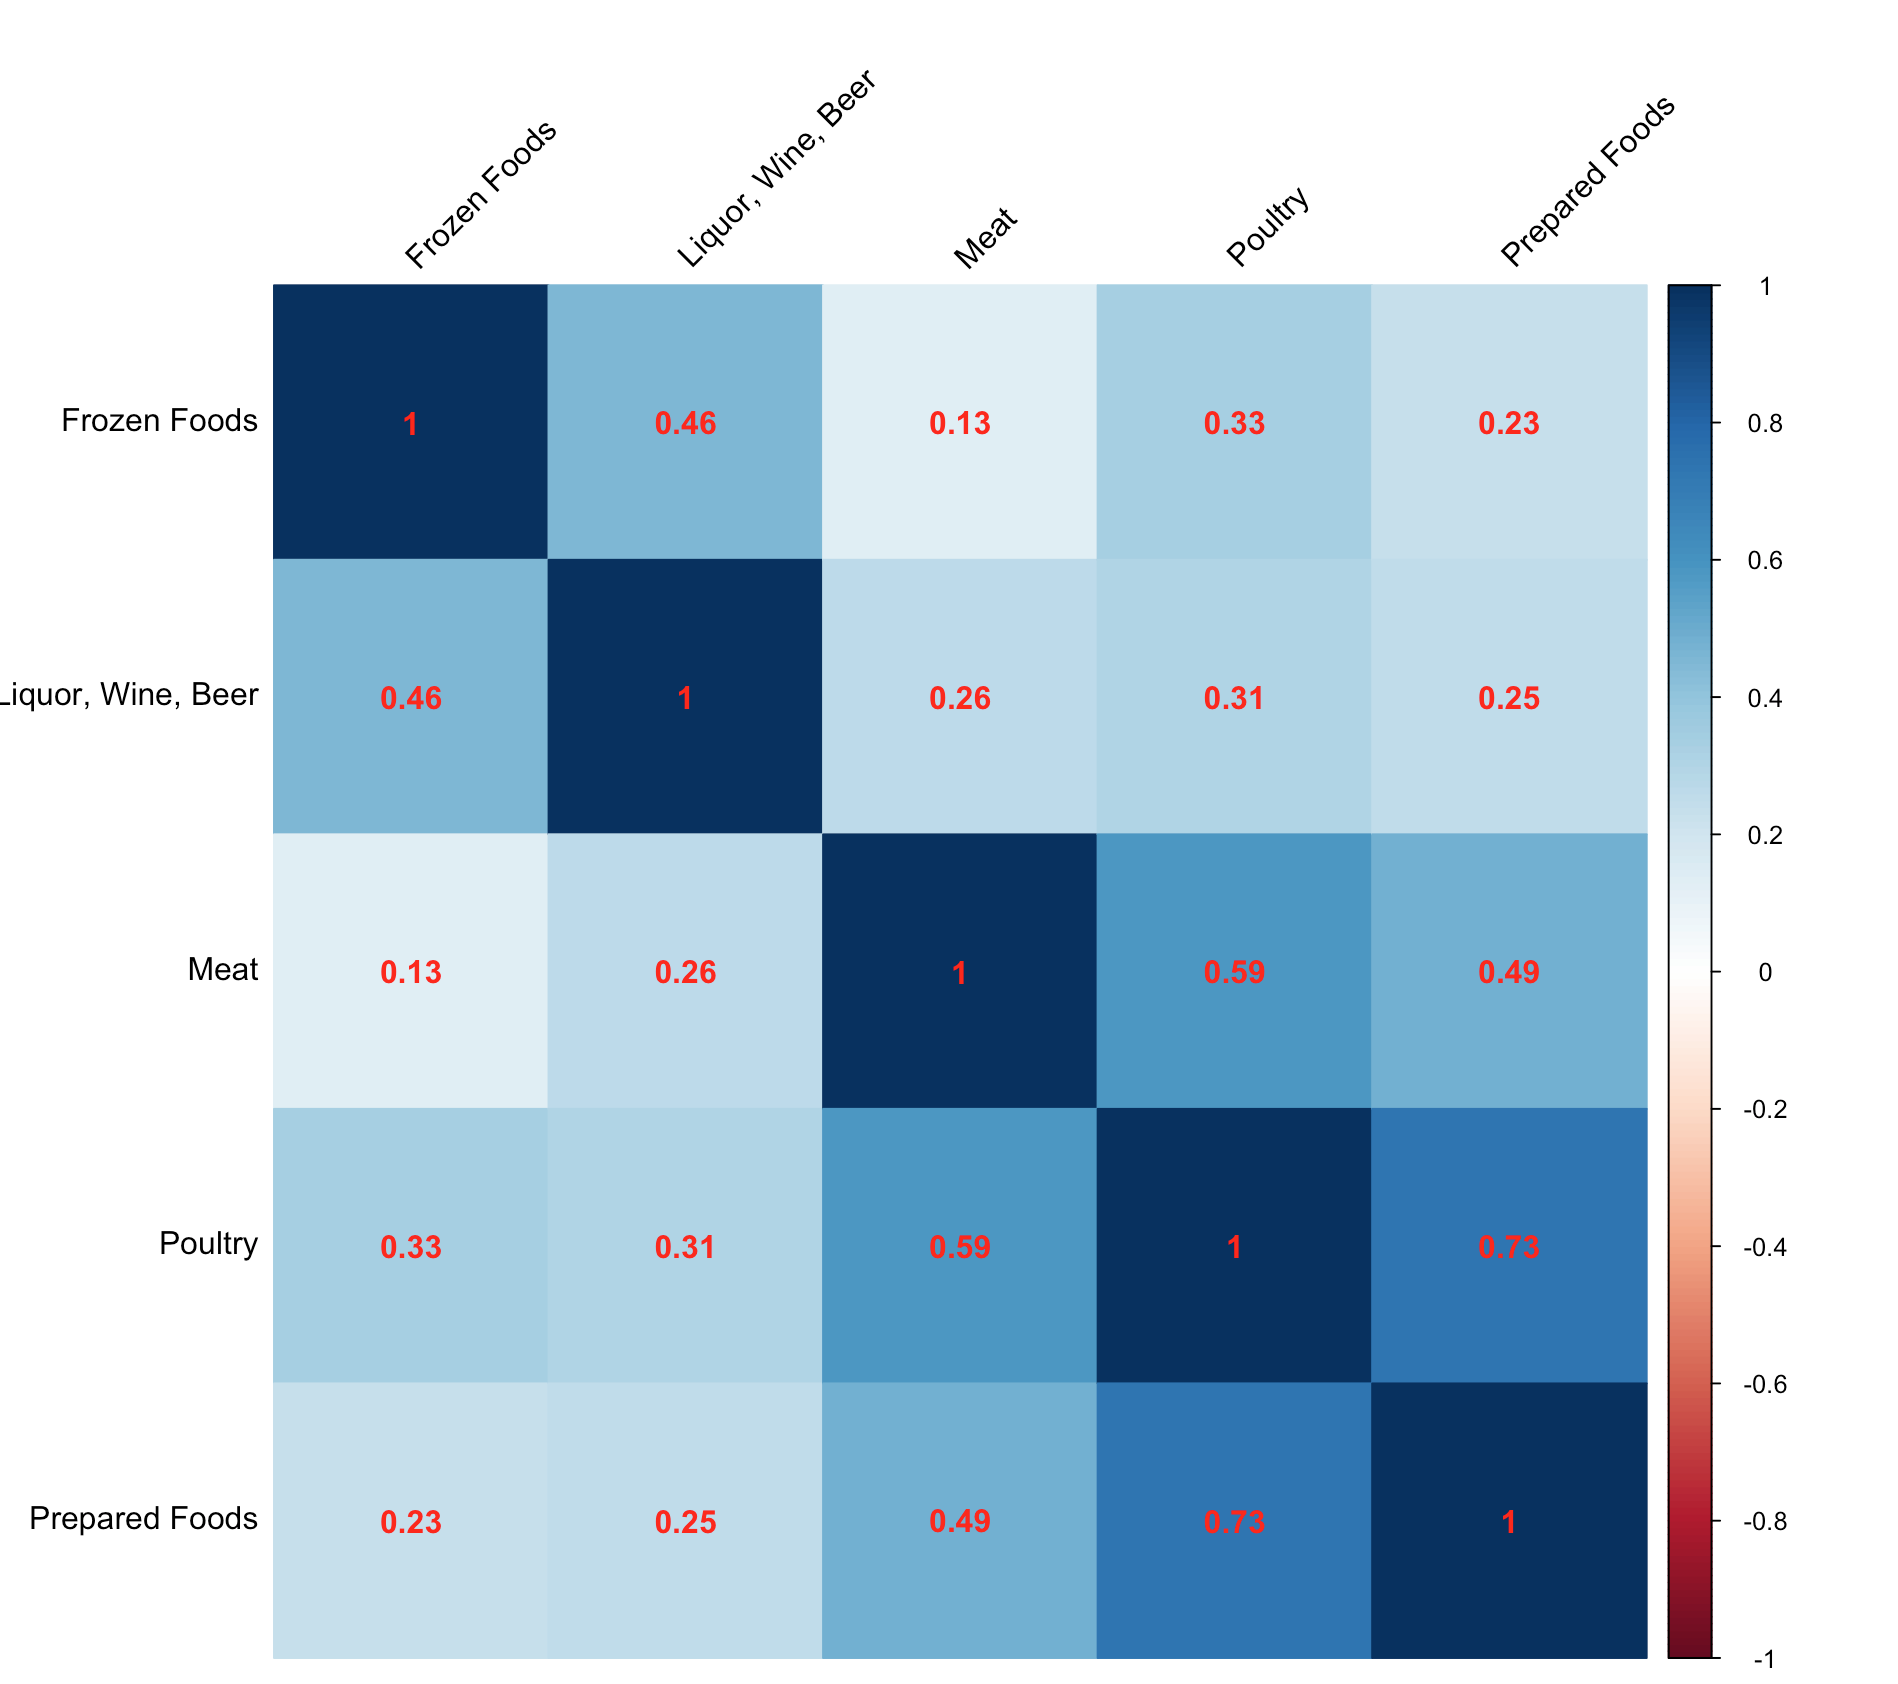 Frozen Foods
Liquor, Wine, Beer
Meat
Poultry
Prepared Foods
Frozen Foods 1 0.46 0.13 0.33 0.23
Liquor, Wine, Beer 0.46 1 0.26 0.31 0.25
Meat 0.13 0.26 1 0.59 0.49
Poultry 0.33 0.31 0.59 1 0.73
Prepared Foods 0.23 0.25 0.49 0.73 1
1
0.8
0.6
0.4
0.2
0
-0.2
-0.4
-0.6
-0.8
-1